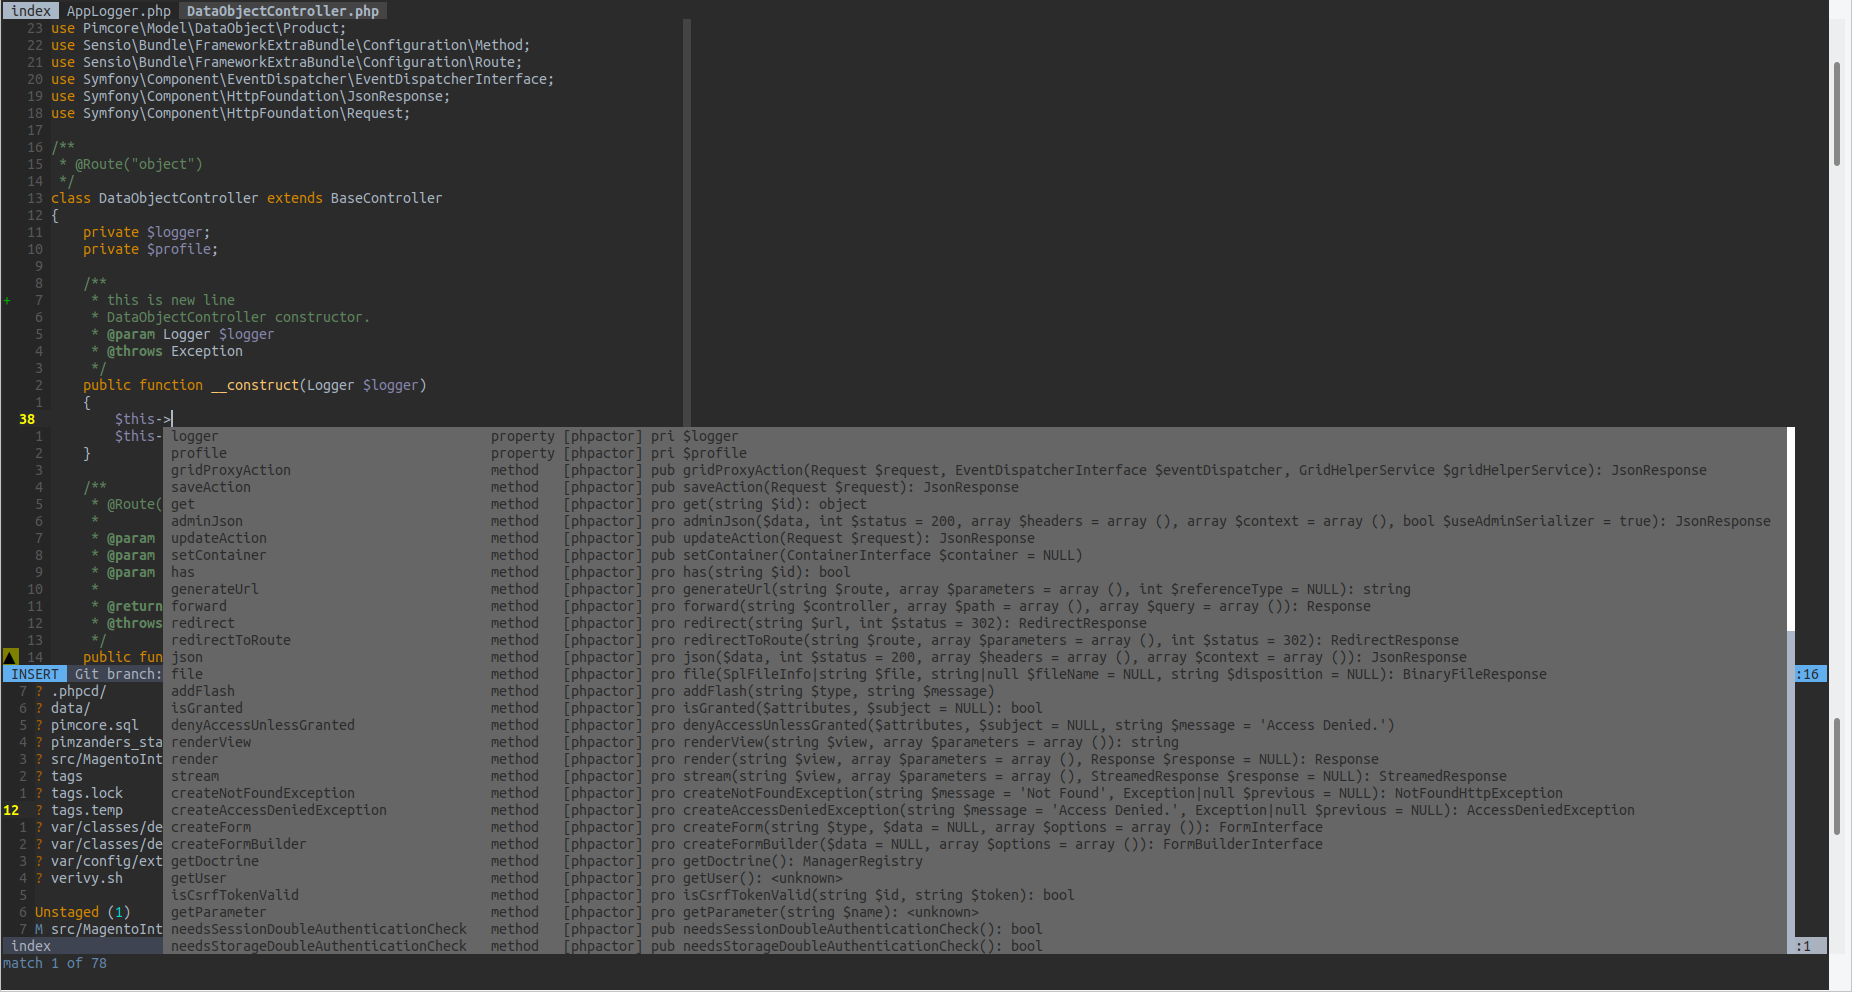 index AppLogger.php DataObjectController.php
23 use Pimcore\Model\DataObject\Product;
22 use Sensio\Bundle\FrameworkExtraBundle\Configuration\Method;
21 use Sensio\Bundle\FrameworkExtraBundle\Configuration\Route;
20 use Symfony\Component\EventDispatcher\EventDispatcherInterface;
19 use Symfony\Component\HttpFoundation\JsonResponse;
18 use Symfony\Component\HttpFoundation\Request;
17
16 /**
15  * @Route("object")
14  */
13 class DataObjectController extends BaseController
12 {
11     private $logger;
10     private $profile;
9
8     /**
+ 7      * this is new line
6      * DataObjectController constructor.
5      * @param Logger $logger
4      * @throws Exception
3      */
2     public function __construct(Logger $logger)
1     {
38         $this->
1         $this- logger property [phpactor] pri $logger
2     } profile property [phpactor] pri $profile
3 gridProxyAction method [phpactor] pub gridProxyAction(Request $request, EventDispatcherInterface $eventDispatcher, GridHelperService $gridHelperService): JsonResponse
4     /** saveAction method [phpactor] pub saveAction(Request $request): JsonResponse
5      * @Route( get method [phpactor] pro get(string $id): object
6      * adminJson method [phpactor] pro adminJson($data, int $status = 200, array $headers = array (), array $context = array (), bool $useAdminSerializer = true): JsonResponse
7      * @param updateAction method [phpactor] pub updateAction(Request $request): JsonResponse
8      * @param setContainer method [phpactor] pub setContainer(ContainerInterface $container = NULL)
9      * @param has method [phpactor] pro has(string $id): bool
10      * generateUrl method [phpactor] pro generateUrl(string $route, array $parameters = array (), int $referenceType = NULL): string
11      * @return forward method [phpactor] pro forward(string $controller, array $path = array (), array $query = array ()): Response
12      * @throws redirect method [phpactor] pro redirect(string $url, int $status = 302): RedirectResponse
13      */ redirectToRoute method [phpactor] pro redirectToRoute(string $route, array $parameters = array (), int $status = 302): RedirectResponse
14     public fun json method [phpactor] pro json($data, int $status = 200, array $headers = array (), array $context = array ()): JsonResponse
INSERT Git branch: file method [phpactor] pro file(SplFileInfo|string $file, string|null $fileName = NULL, string $disposition = NULL): BinaryFileResponse :16
7 ? .phpcd/ addFlash method [phpactor] pro addFlash(string $type, string $message)
6 ? data/ isGranted method [phpactor] pro isGranted($attributes, $subject = NULL): bool
5 ? pimcore.sql denyAccessUnlessGranted method [phpactor] pro denyAccessUnlessGranted($attributes, $subject = NULL, string $message = 'Access Denied.')
4 ? pimzanders_sta renderView method [phpactor] pro renderView(string $view, array $parameters = array ()): string
3 ? src/MagentoInt render method [phpactor] pro render(string $view, array $parameters = array (), Response $response = NULL): Response
2 ? tags stream method [phpactor] pro stream(string $view, array $parameters = array (), StreamedResponse $response = NULL): StreamedResponse
1 ? tags.lock createNotFoundException method [phpactor] pro createNotFoundException(string $message = 'Not Found', Exception|null $previous = NULL): NotFoundHttpException
12 ? tags.temp createAccessDeniedException method [phpactor] pro createAccessDeniedException(string $message = 'Access Denied.', Exception|null $previous = NULL): AccessDeniedException
1 ? var/classes/de createForm method [phpactor] pro createForm(string $type, $data = NULL, array $options = array ()): FormInterface
2 ? var/classes/de createFormBuilder method [phpactor] pro createFormBuilder($data = NULL, array $options = array ()): FormBuilderInterface
3 ? var/config/ext getDoctrine method [phpactor] pro getDoctrine(): ManagerRegistry
4 ? verivy.sh getUser method [phpactor] pro getUser(): <unknown>
5 isCsrfTokenValid method [phpactor] pro isCsrfTokenValid(string $id, string $token): bool
6 Unstaged (1) getParameter method [phpactor] pro getParameter(string $name): <unknown>
7 M src/MagentoInt needsSessionDoubleAuthenticationCheck method [phpactor] pub needsSessionDoubleAuthenticationCheck(): bool
index needsStorageDoubleAuthenticationCheck method [phpactor] pub needsStorageDoubleAuthenticationCheck(): bool :1
match 1 of 78